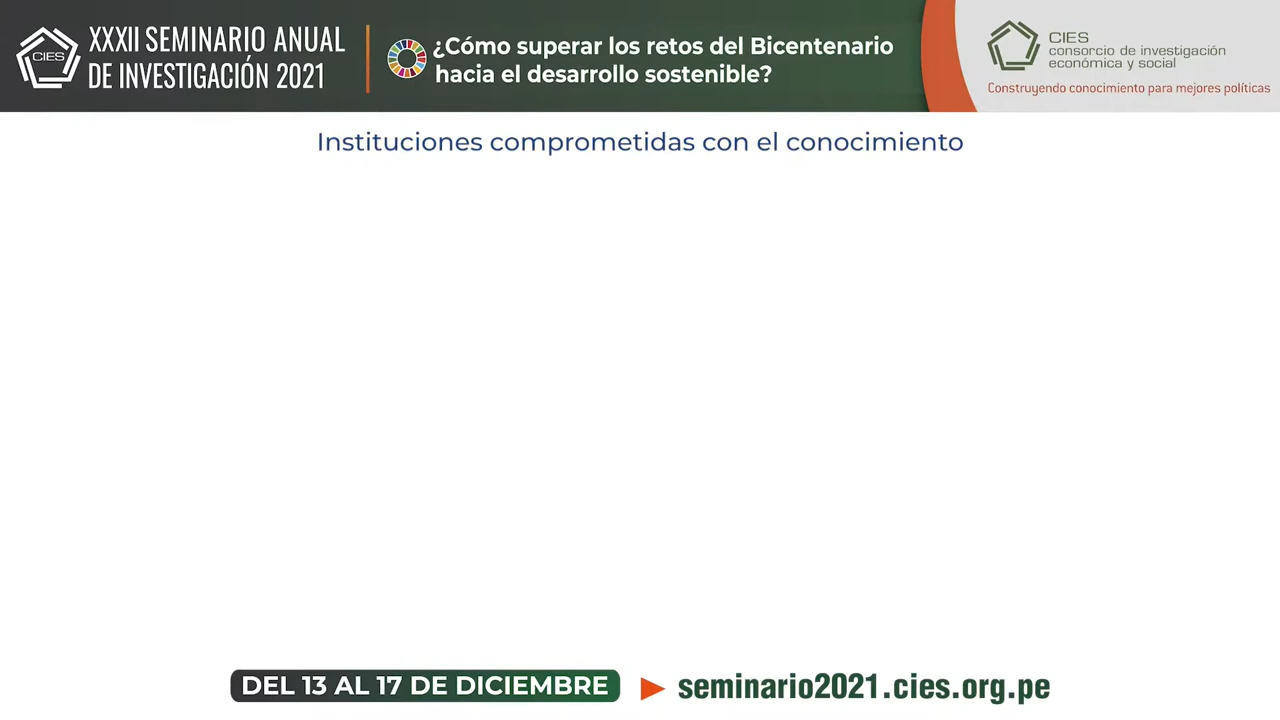 CIES
XXXII SEMINARIO ANUAL
DE INVESTIGACIÓN 2021
¿Cómo superar los retos del Bicentenario
hacia el desarrollo sostenible?
CIES
consorcio de investigación
económica y social
Construyendo conocimiento para mejores políticas
Instituciones comprometidas con el conocimiento
DEL 13 AL 17 DE DICIEMBRE
seminario2021.cies.org.pe